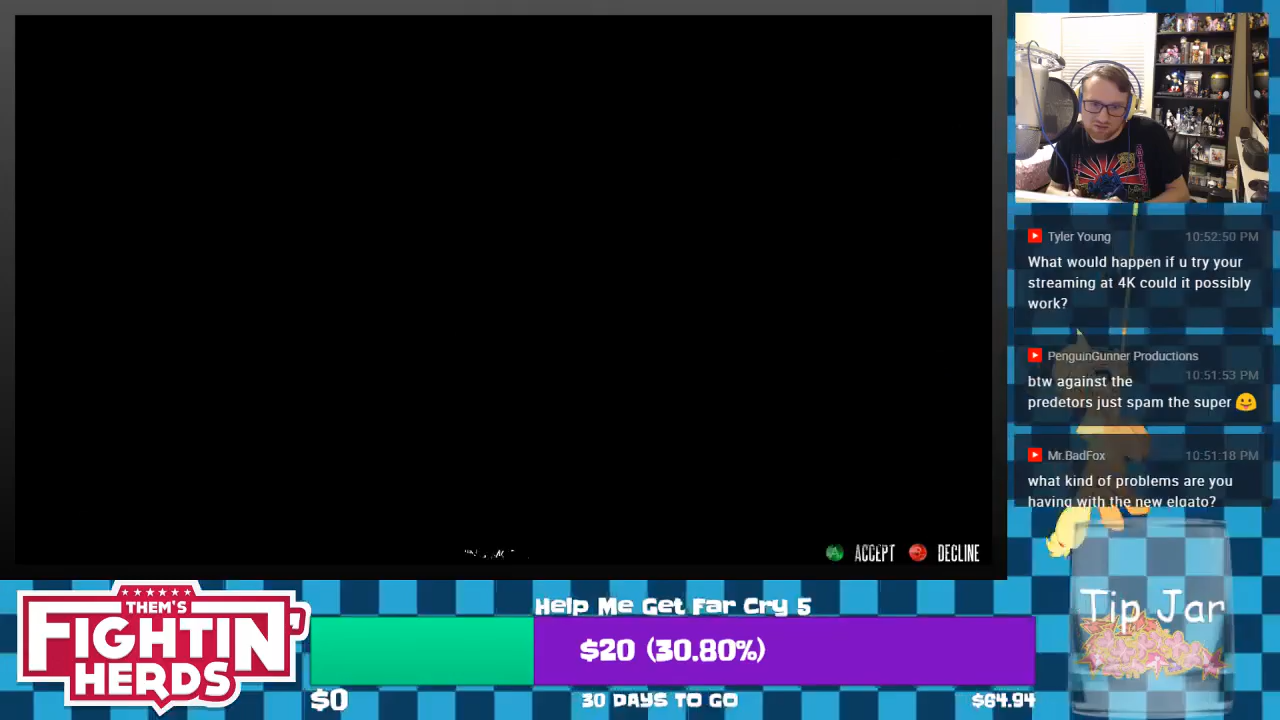 Tyler Young 10:52:50 PM
What would happen if u try your
streaming at 4K could it possibly
work?
PenguinGunner Productions
10:51:53 PM
btw against the
predetors just spam the super
Mr.BadFox 10:51:18 PM
what kind of problems are you
having with the new elgato?
A ACCEPT B DECLINE
THEM'S
FIGHTIN'
HERDS
Help Me Get Far Cry 5
$20 (30.80%)
$0 30 DAYS TO GO $64.94
Tip Jar